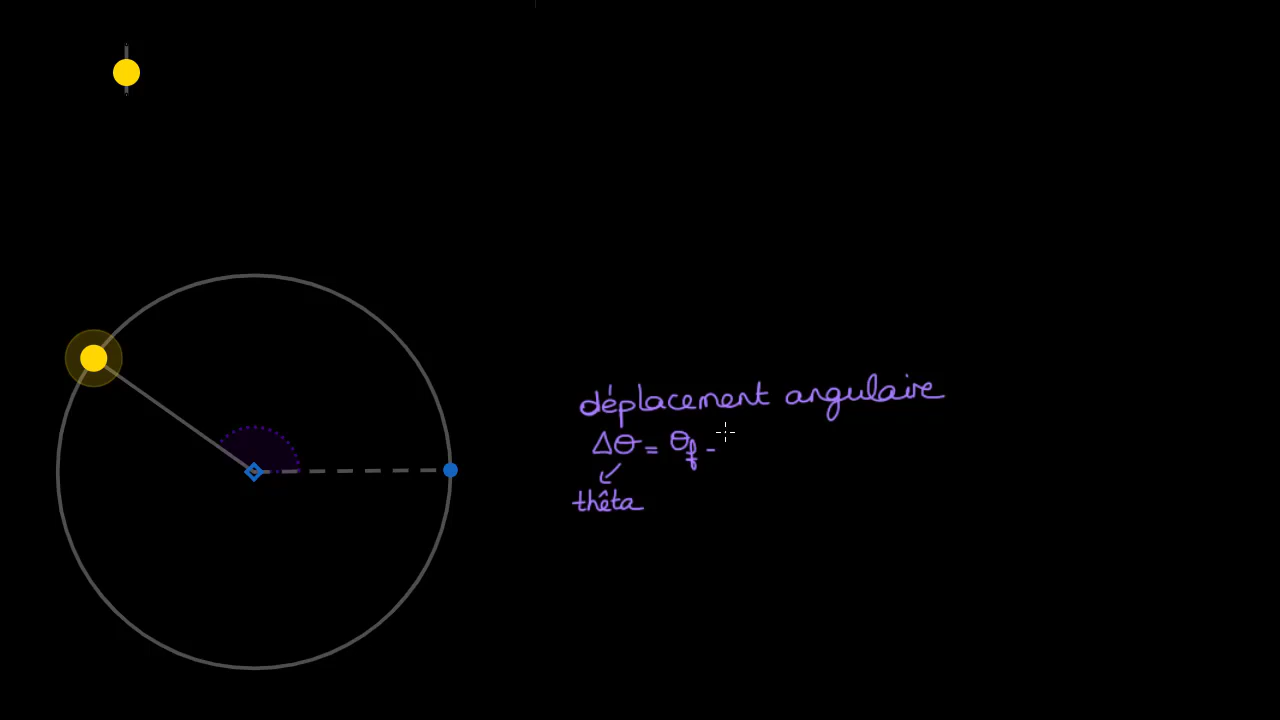 déplacement angulaire
Δθ = θf -
thêta